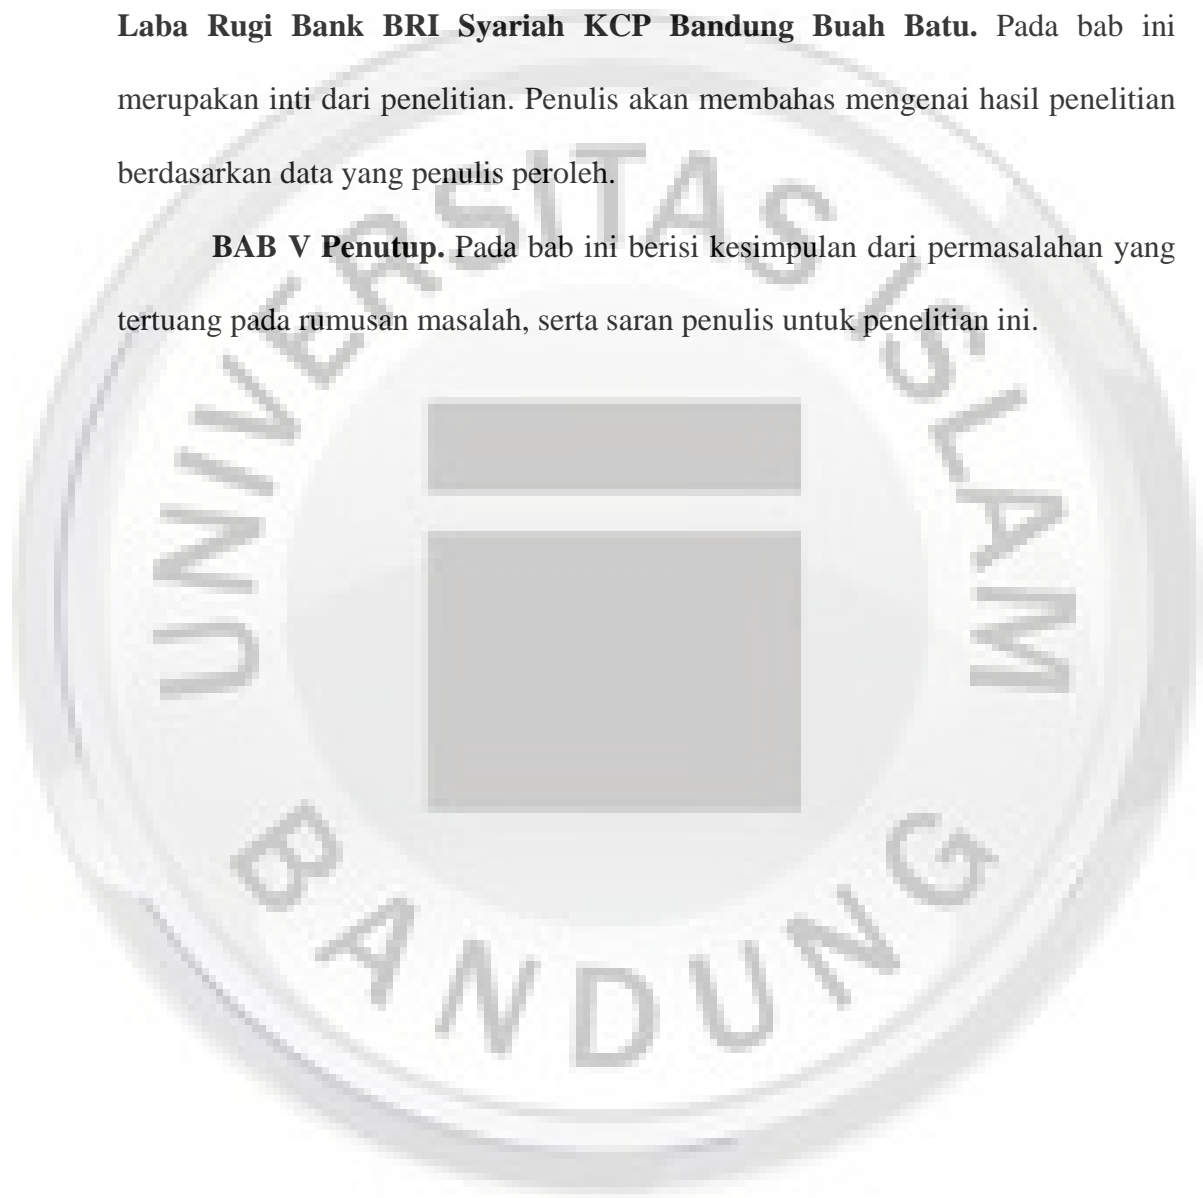 Laba Rugi Bank BRI Syariah KCP Bandung Buah Batu. Pada bab ini
merupakan inti dari penelitian. Penulis akan membahas mengenai hasil penelitian
berdasarkan data yang penulis peroleh.
BAB V Penutup. Pada bab ini berisi kesimpulan dari permasalahan yang
tertuang pada rumusan masalah, serta saran penulis untuk penelitian ini.
UNIVERSITAS ISLAM
BANDUNG